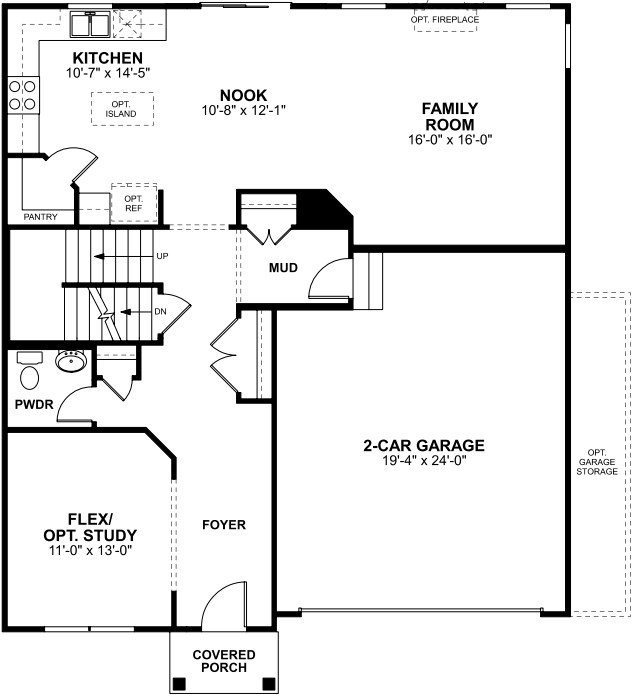 OPT. FIREPLACE
KITCHEN
10'-7" x 14'-5"
NOOK
10'-8" x 12'-1"
OPT.
ISLAND
FAMILY
ROOM
16'-0" x 16'-0"
OPT.
REF
PANTRY
UP
MUD
DN
PWDR
2-CAR GARAGE
19'-4" x 24'-0"
OPT.
GARAGE
STORAGE
FLEX/
OPT. STUDY
11'-0" x 13'-0"
FOYER
COVERED
PORCH